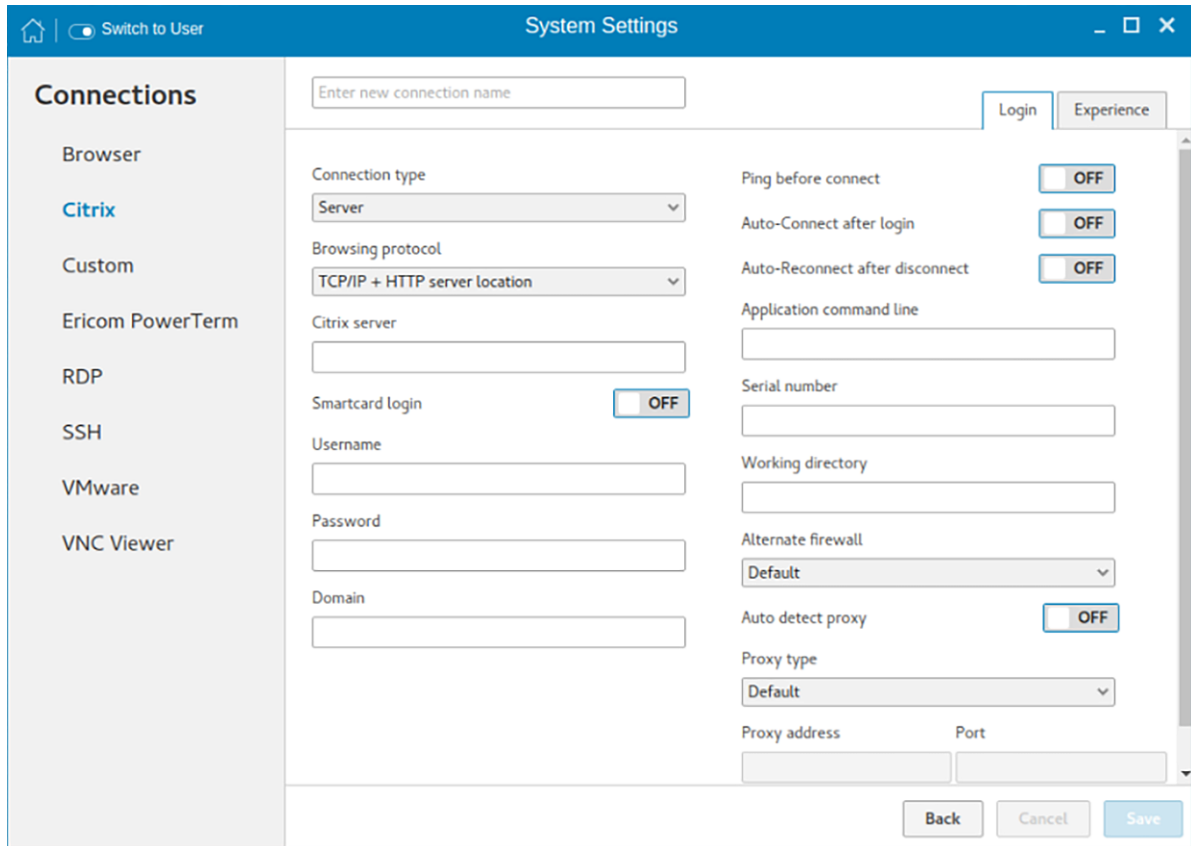 Switch to User
System Settings
Connections
Browser
Citrix
Custom
Ericom PowerTerm
RDP
SSH
VMware
VNC Viewer
Enter new connection name
Login
Experience
Connection type
Server
Browsing protocol
TCP/IP + HTTP server location
Citrix server
Smartcard login
OFF
Username
Password
Domain
Ping before connect
OFF
Auto-Connect after login
OFF
Auto-Reconnect after disconnect
OFF
Application command line
Serial number
Working directory
Alternate firewall
Default
Auto detect proxy
OFF
Proxy type
Default
Proxy address
Port
Back
Cancel
Save